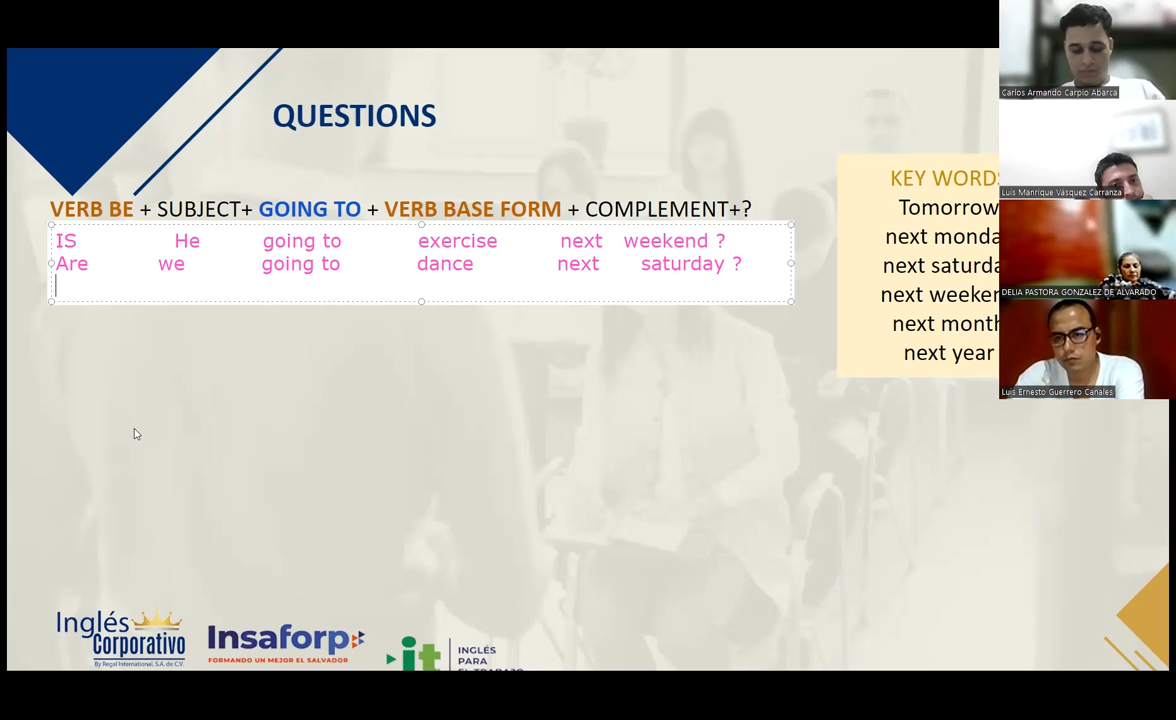 QUESTIONS
VERB BE + SUBJECT+ GOING TO + VERB BASE FORM + COMPLEMENT+?
IS He going to exercise next weekend ?
Are we going to dance next saturday ?
KEY WORDS
Tomorrow
next monda
next saturda
next weeken
next month
next year
Carlos Armando Carpio Abarca
Luis Manrique Vásquez Carranza
DELIA PASTORA GONZALEZ DE ALVARADO
Luis Ernesto Guerrero Canales
Inglés
Corporativo
By Regal International, S.A. de C.V.
Insaforp
FORMANDO UN MEJOR EL SALVADOR
it
INGLÉS
PARA
EL TRABAJO